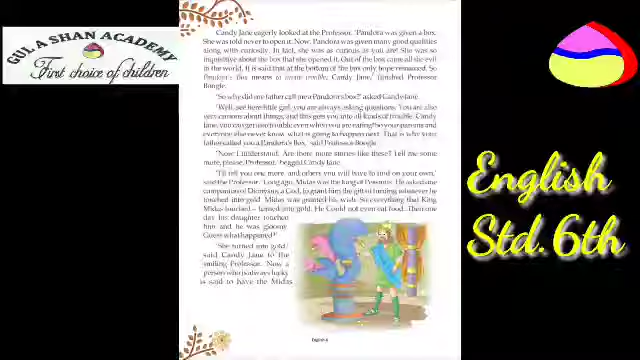 GUL A SHAN ACADEMY
First choice of children
Candy Jane eagerly looked at the Professor. 'Pandora was given a box.
She was told never to open it. Now, Pandora was given many good qualities
along with curiosity. In fact, she was as curious as you are! She was so
inquisitive about the box that she opened it. Out of the box came all the evil
in the world. It is said that at the bottom of the box only hope remained. So
Pandora's Box means to invite trouble, Candy Jane,' finished Professor
Boogle.
'So why did my father call me a Pandora's box?' asked Candy Jane.
'Well, see here little girl, you are always asking questions. You are also
very curious about things, and this gets you into all kinds of trouble. Candy
Jane, you can get into trouble even when you are eating! So your parents and
everyone else never know what is going to happen next. That is why your
father called you a Pandora's Box,' said Professor Boogle.
'Now I understand. Are there more stories like these? Tell me some
more, please, Professor,' begged Candy Jane.
'I'll tell you one more, and others you will have to find on your own,'
said the Professor. 'Long ago, Midas was the king of He asked one
companion of Dionysus, a God, to grant him the gift of turning whatever he
touched into gold. Midas was granted his wish. So everything that King
Midas touched – turned into gold. He Could not even eat food. Then one
day his daughter touched
him and he was gloomy.
Guess what happened?'
'She turned into gold!'
said Candy Jane to the
smiling Professor. 'Now a
person who is always lucky
is said to have the Midas
English
Std. 6th